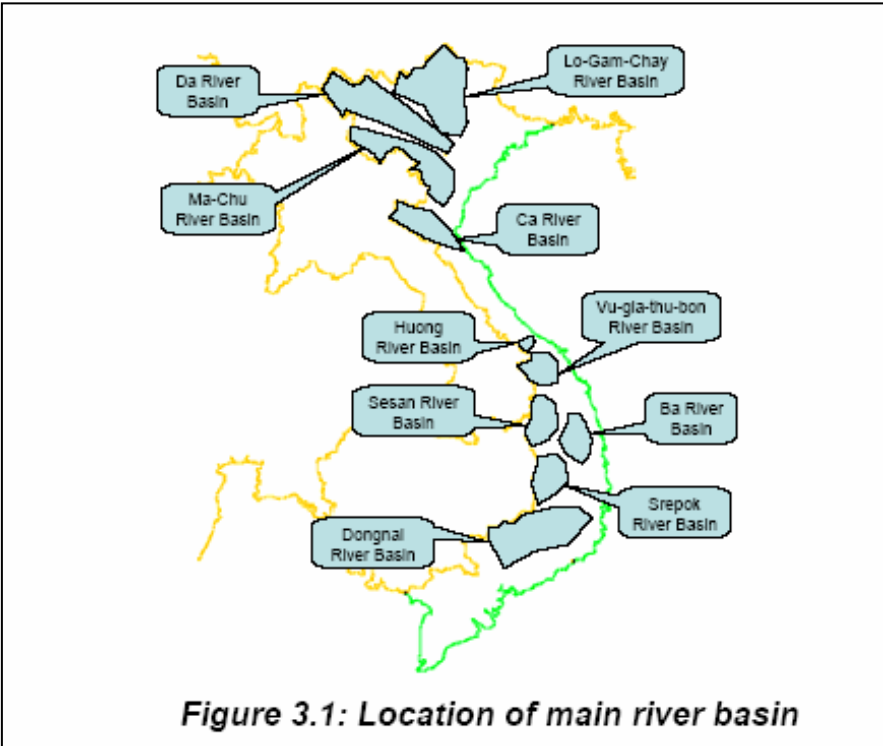 Lo-Gam-Chay
River Basin
Da River
Basin
Ma-Chu
River Basin
Ca River
Basin
Vu-gia-thu-bon
River Basin
Huong
River Basin
Sesan River
Basin
Ba River
Basin
Srepok
River Basin
Dongnai
River Basin
Figure 3.1: Location of main river basin